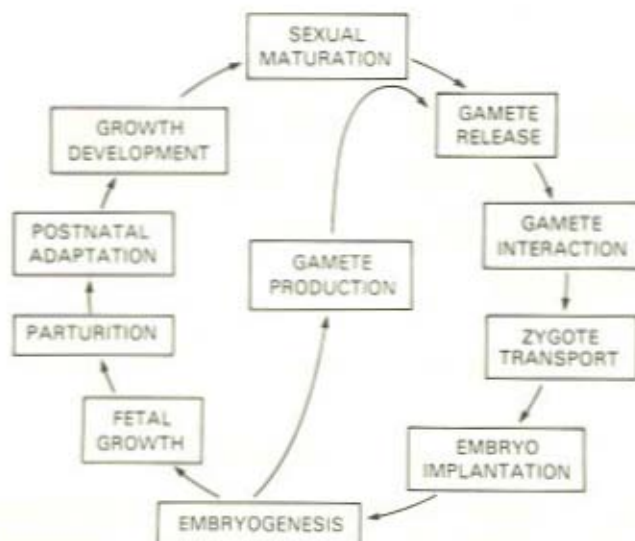 SEXUAL
MATURATION
GAMETE
RELEASE
GROWTH
DEVELOPMENT
GAMETE
INTERACTION
POSTNATAL
ADAPTATION
GAMETE
PRODUCTION
PARTURITION
ZYGOTE
TRANSPORT
FETAL
GROWTH
EMBRYO
IMPLANTATION
EMBRYOGENESIS